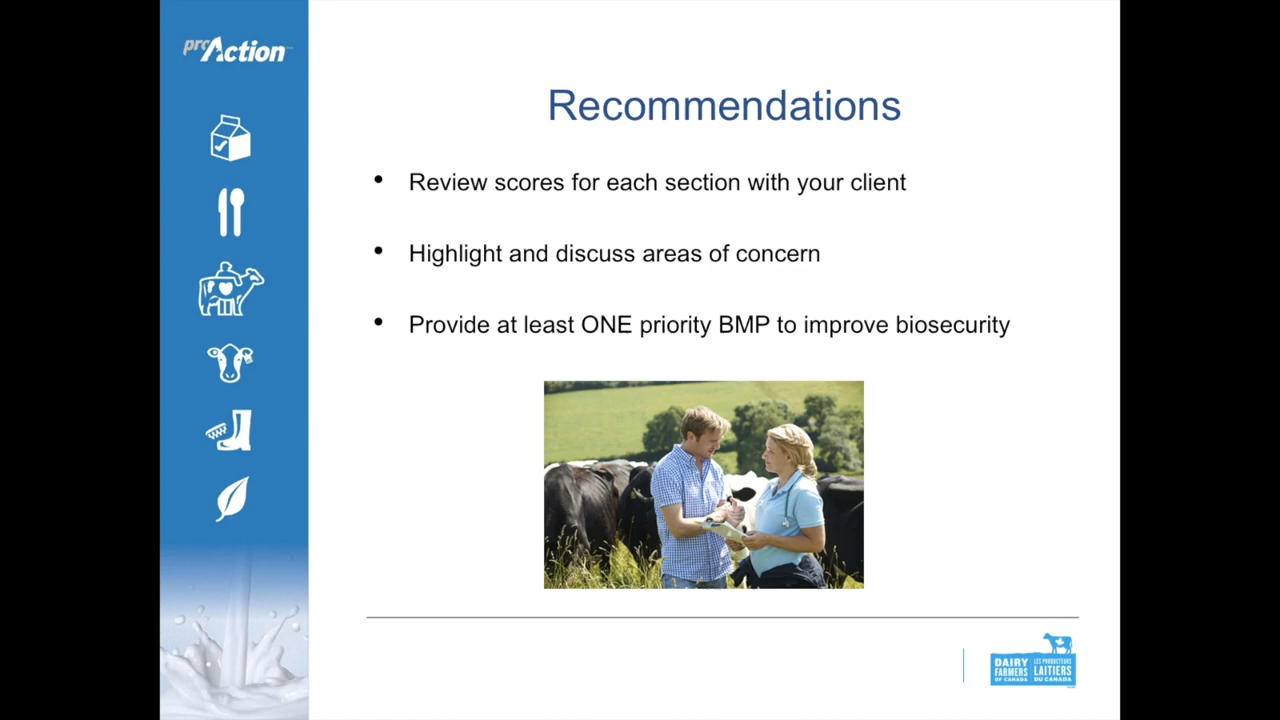 proAction
Recommendations
• Review scores for each section with your client
• Highlight and discuss areas of concern
• Provide at least ONE priority BMP to improve biosecurity
DAIRY
FARMERS
OF CANADA
LES PRODUCTEURS
LAITIERS
DU CANADA